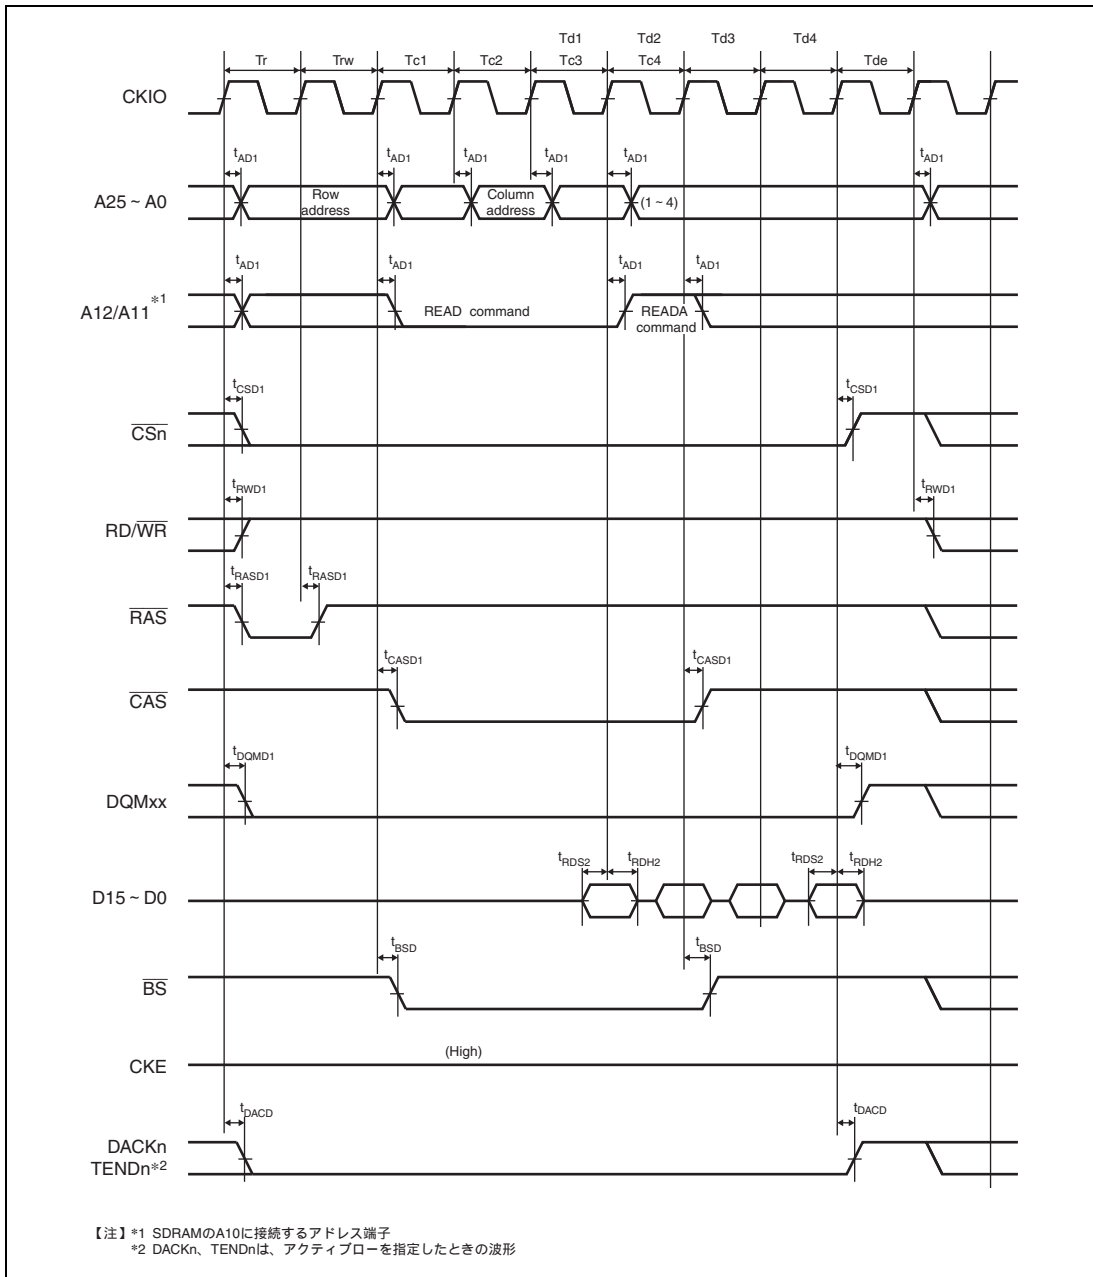 Td1 Td2 Td3 Td4
Tr Trw Tc1 Tc2 Tc3 Tc4 Tde
CKIO
tAD1 tAD1 tAD1 tAD1 tAD1 tAD1
A25 ~ A0 Row address Column address (1 ~ 4)
tAD1 tAD1 tAD1 tAD1
A12/A11*1 READ command READA command
tCSD1 tCSD1
CSn
tRWD1 tRWD1
RD/WR
tRASD1 tRASD1
RAS
tCASD1 tCASD1
CAS
tDQMD1 tDQMD1
DQMxx
tRDS2 tRDH2 tRDS2 tRDH2
D15 ~ D0
tBSD tBSD
BS
(High)
CKE
tDACD tDACD
DACKn
TENDn*2
【注】*1 SDRAMのA10に接続するアドレス端子
*2 DACKn、TENDnは、アクティブローを指定したときの波形